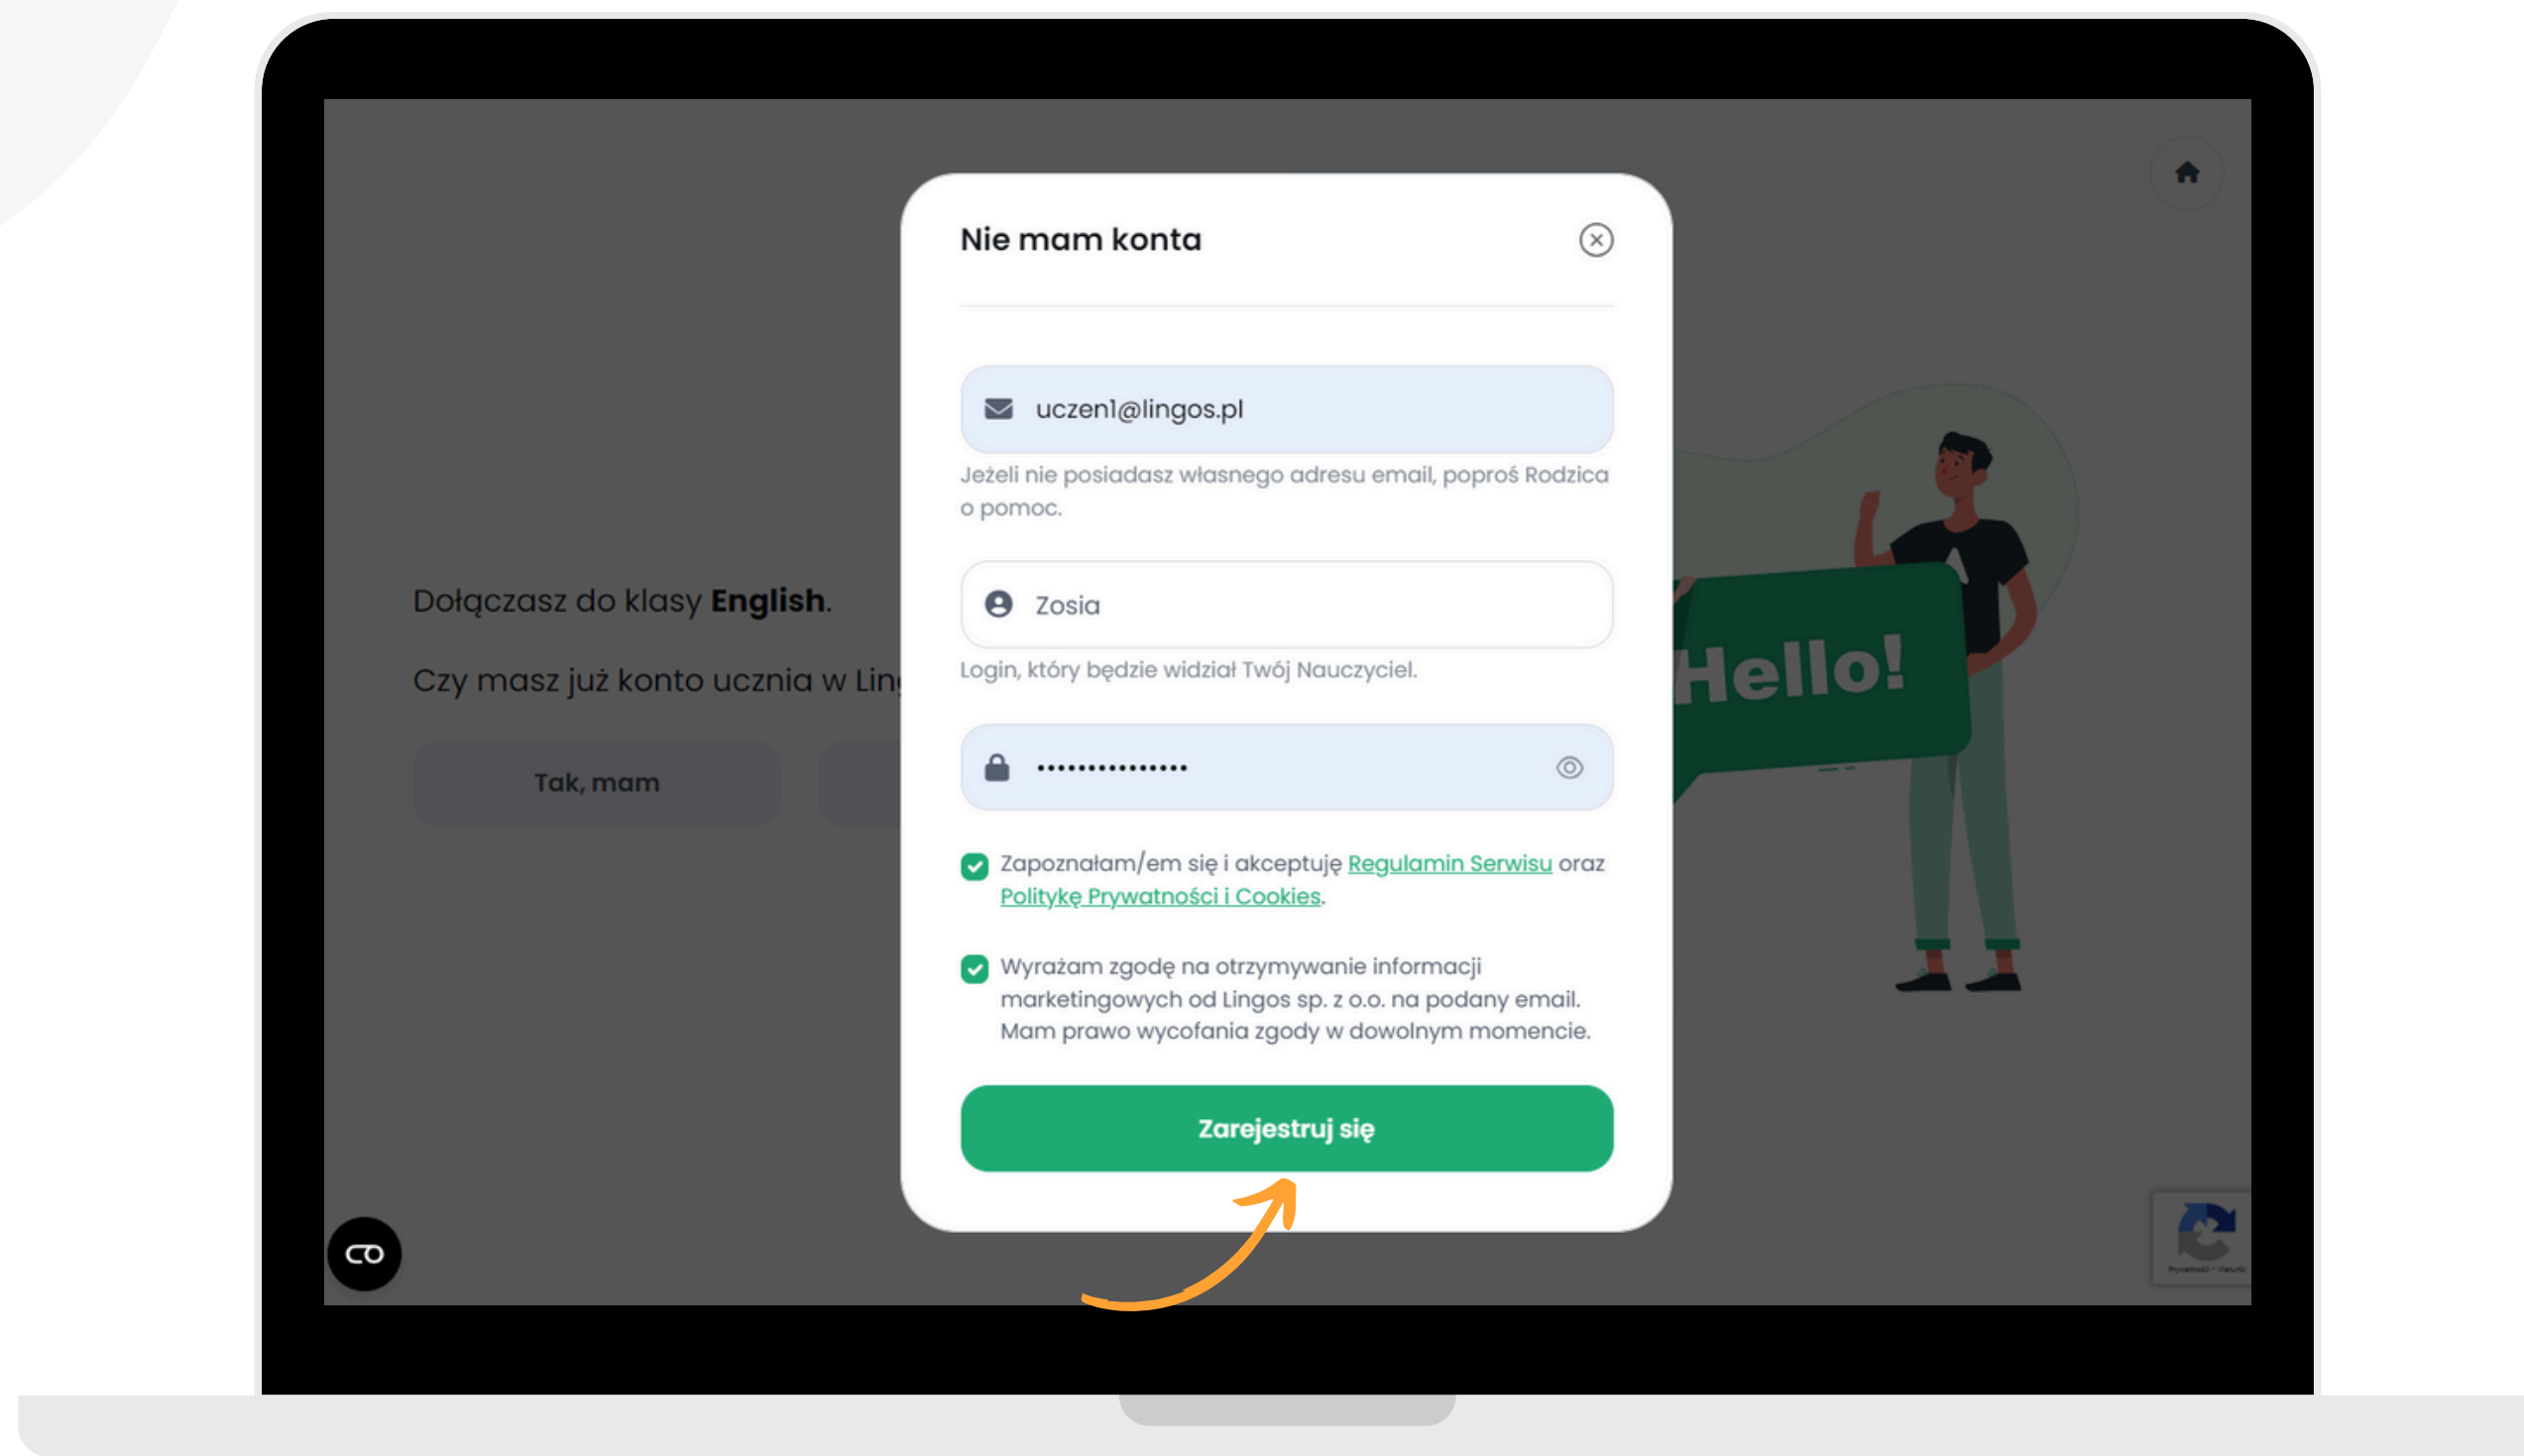 Nie mam konta
uczen1@lingos.pl
Jeżeli nie posiadasz własnego adresu email, poproś Rodzica
o pomoc.
Zosia
Login, który będzie widział Twój Nauczyciel.
Zapoznałam/em się i akceptuję Regulamin Serwisu oraz
Politykę Prywatności i Cookies.
Wyrażam zgodę na otrzymywanie informacji
marketingowych od Lingos sp. z o.o. na podany email.
Mam prawo wycofania zgody w dowolnym momencie.
Zarejestruj się
Dołączasz do klasy English.
Czy masz już konto ucznia w Ling
Tak, mam
Hello!
Prywatność - Warunki